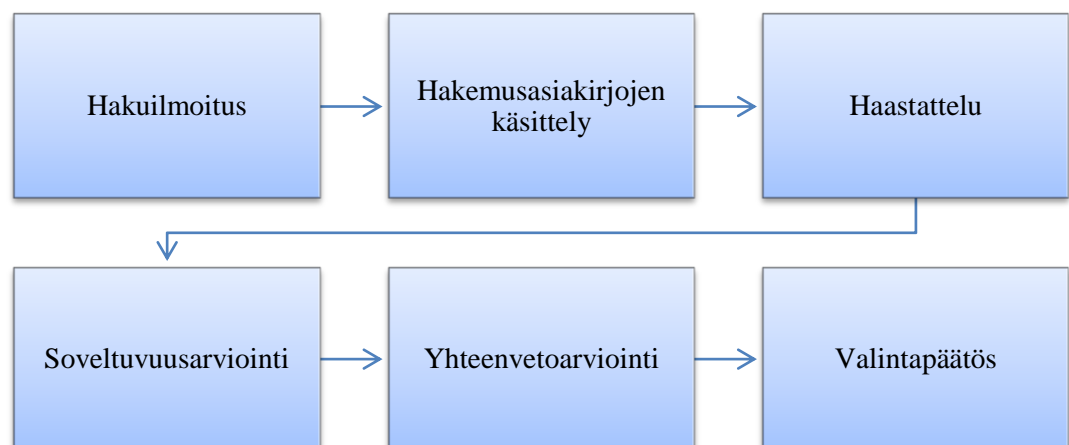 Hakuilmoitus
Hakemusasiakirjojen
käsittely
Haastattelu
Soveltuvuusarviointi
Yhteenvetoarviointi
Valintapäätös